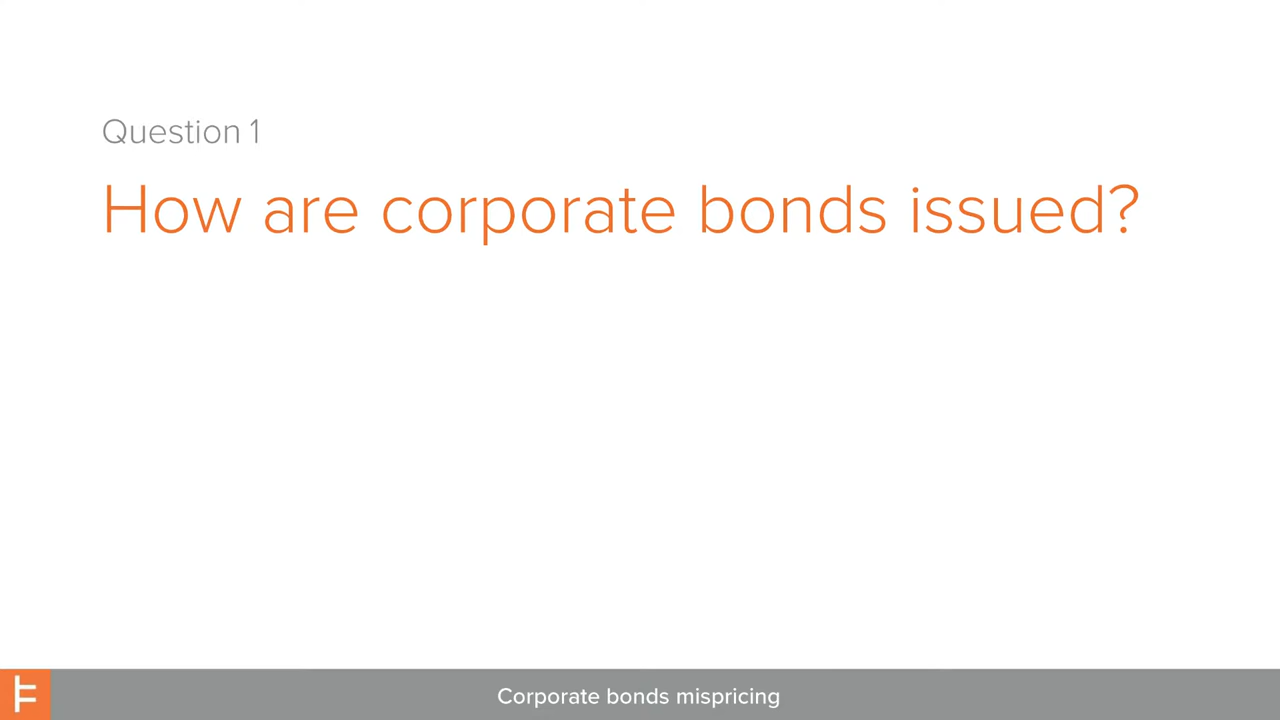 Question 1
How are corporate bonds issued?
Corporate bonds mispricing